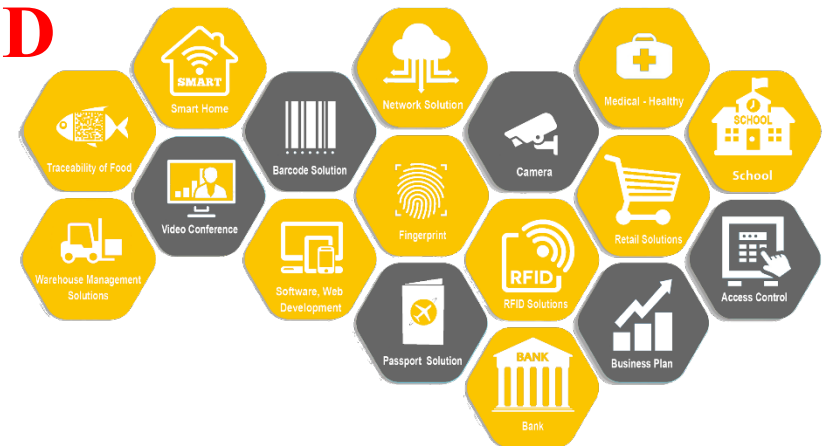 D
SMART
Smart Home
Network Solution
Medical - Healthy
Traceability of Food
Barcode Solution
Camera
SCHOOL
School
Video Conference
Fingerprint
Retail Solutions
Warehouse Management
Solutions
Software, Web
Development
RFID
RFID Solutions
Access Control
Passport Solution
Business Plan
BANK
Bank